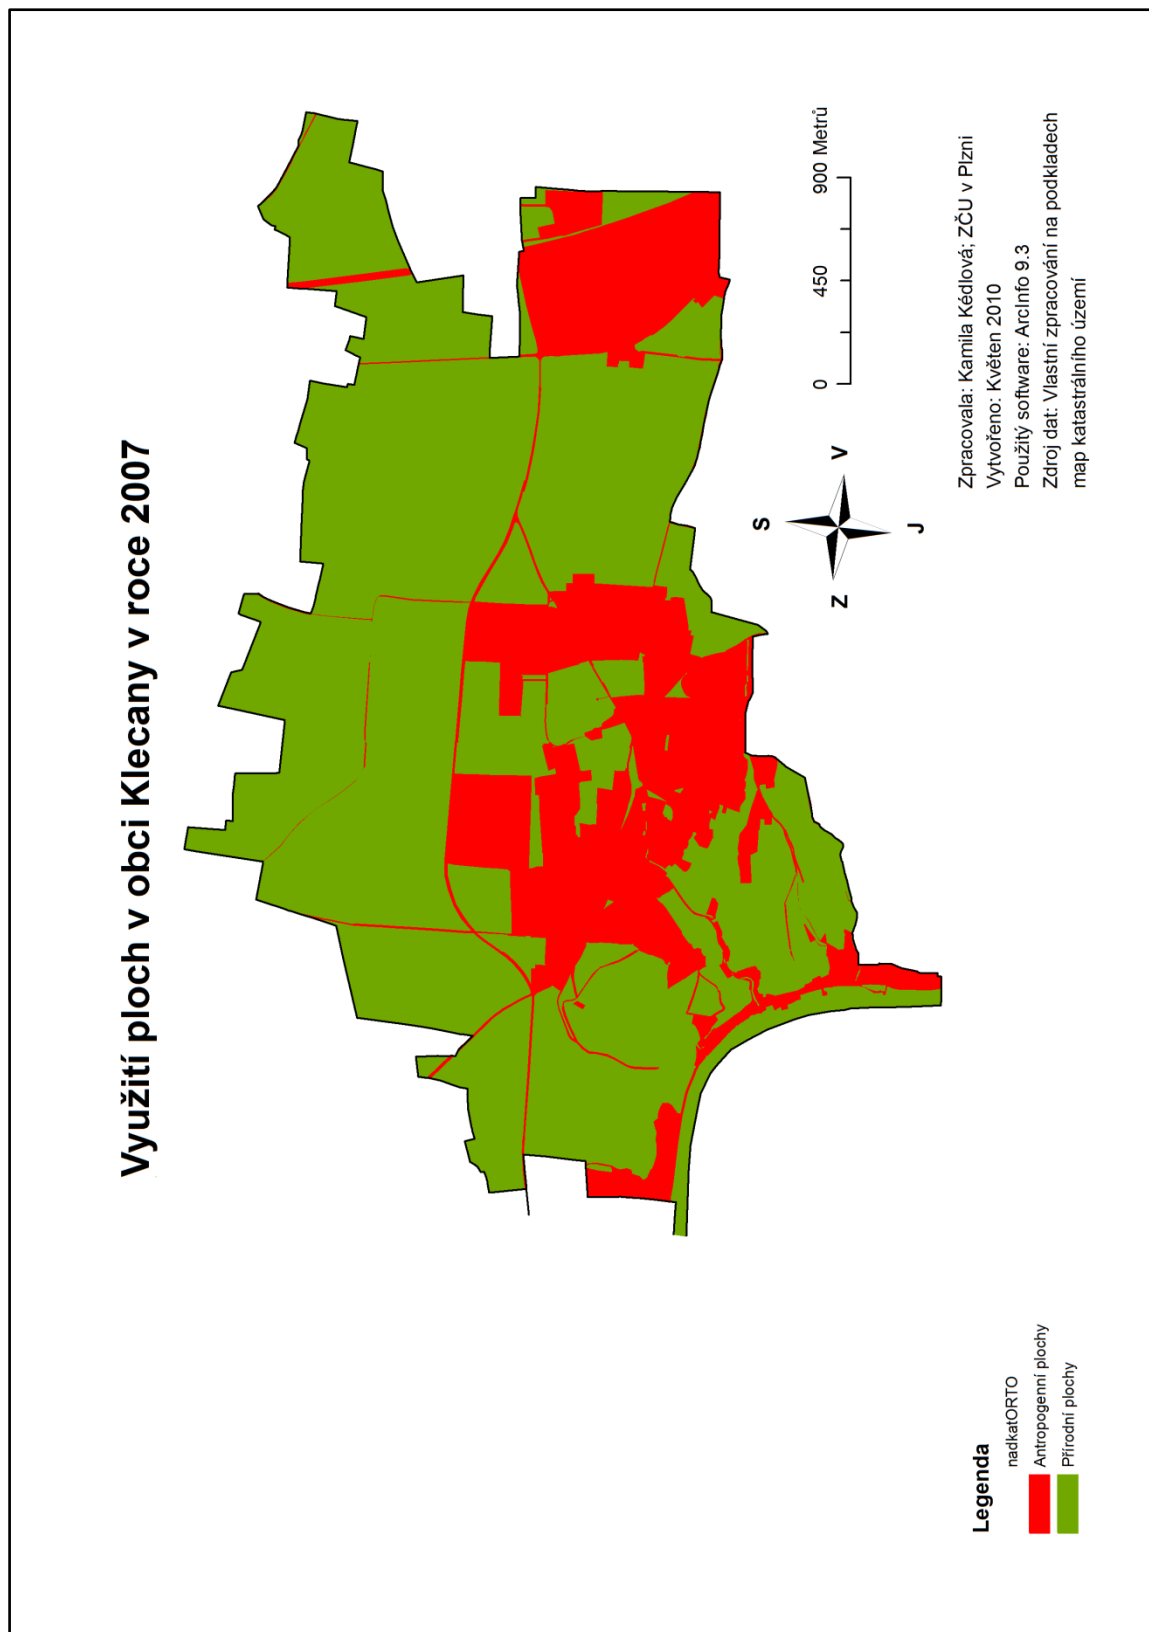 Využití ploch v obci Klecany v roce 2007
S
Z
V
J
0
450
900 Metrů
Zpracovala: Kamila Kédlová; ZČU v Plzni
Vytvořeno: Květen 2010
Použitý software: ArcInfo 9.3
Zdroj dat: Vlastní zpracování na podkladech
map katastrálního území
Legenda
nadkatORTO
Antropogenní plochy
Přírodní plochy